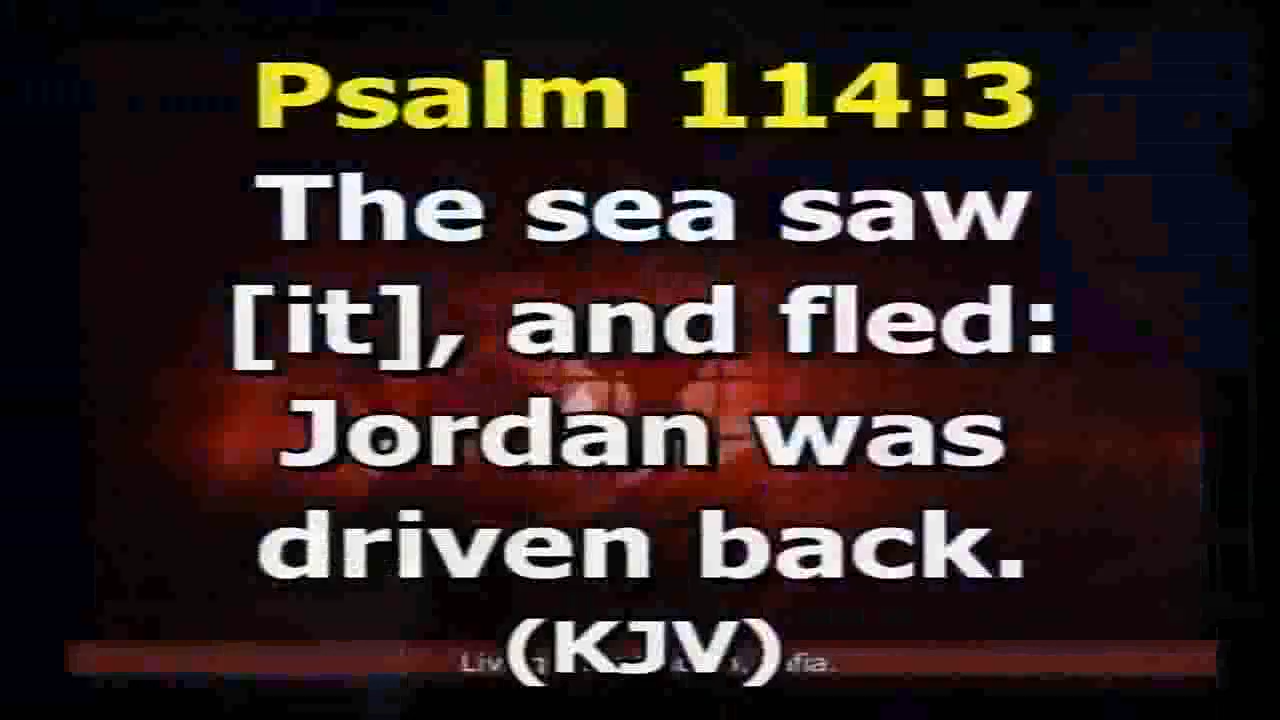 Psalm 114:3
The sea saw
[it], and fled:
Jordan was
driven back.
(KJV)